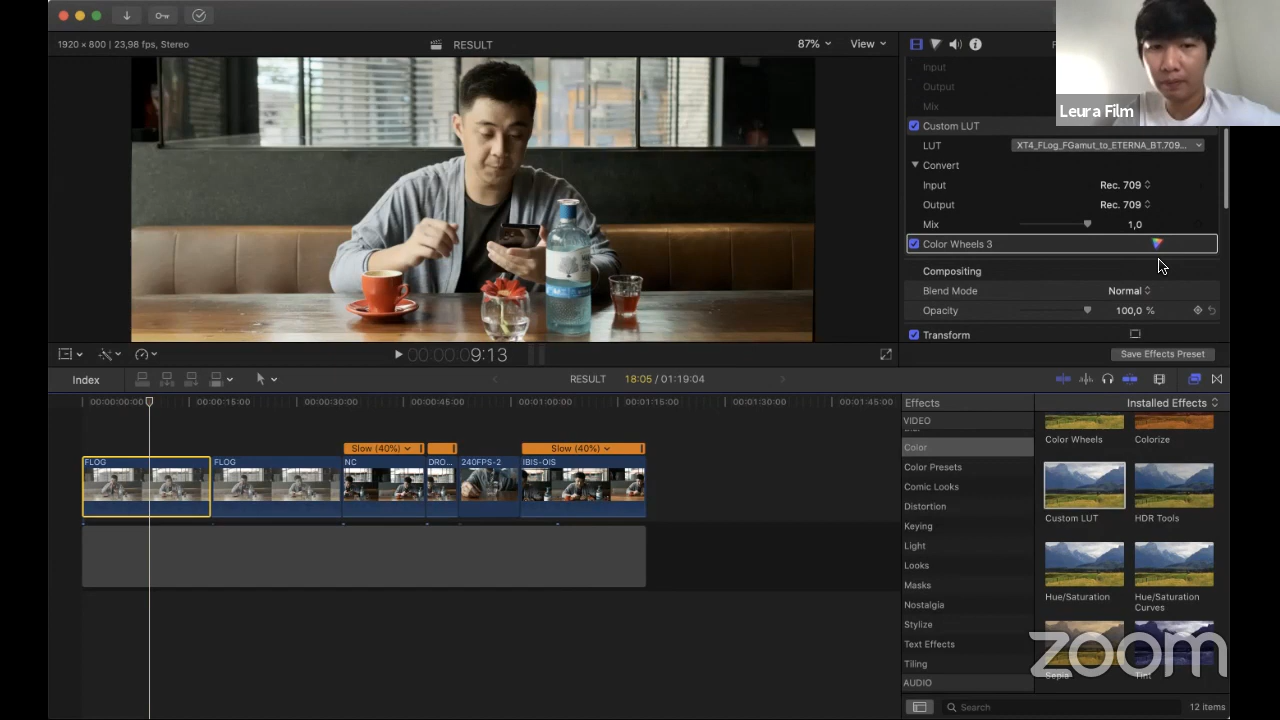 1920 x 800 | 23,98 fps, Stereo
RESULT
87%
View
Input
Output
Mix
Leura Film
Custom LUT
LUT
XT4_FLog_FGamut_to_ETERNA_BT.709...
Convert
Input
Rec. 709
Output
Rec. 709
Mix
1,0
Color Wheels 3
Compositing
Blend Mode
Normal
Opacity
100,0 %
Transform
00:00:00:09:13
Save Effects Preset
Index
RESULT
18:05 / 01:19:04
00:00:00:00
00:00:15:00
00:00:30:00
00:00:45:00
00:01:00:00
00:01:15:00
00:01:30:00
00:01:45:00
Slow (40%)
Slow (40%)
FLOG
FLOG
NC
DRO...
240FPS-2
IBIS-OIS
Effects
Installed Effects
VIDEO
Color
Color Presets
Comic Looks
Distortion
Keying
Light
Looks
Masks
Nostalgia
Stylize
Text Effects
Tiling
AUDIO
Color Wheels
Colorize
Custom LUT
HDR Tools
Hue/Saturation
Hue/Saturation
Curves
Sepia
Tint
zoom
Search
12 items